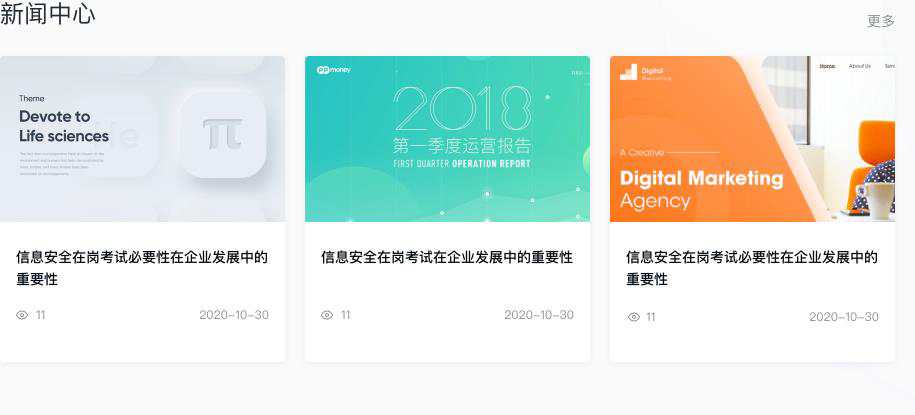 新闻中心
更多
Theme
Devote to
Life sciences
π
PPmoney
2018
第一季度运营报告
FIRST QUARTER OPERATION REPORT
Digital
Marketing
Home
About Us
A Creative
Digital Marketing
Agency
信息安全在岗考试必要性在企业发展中的
重要性
11
2020-10-30
信息安全在岗考试在企业发展中的重要性
11
2020-10-30
信息安全在岗考试必要性在企业发展中的
重要性
11
2020-10-30